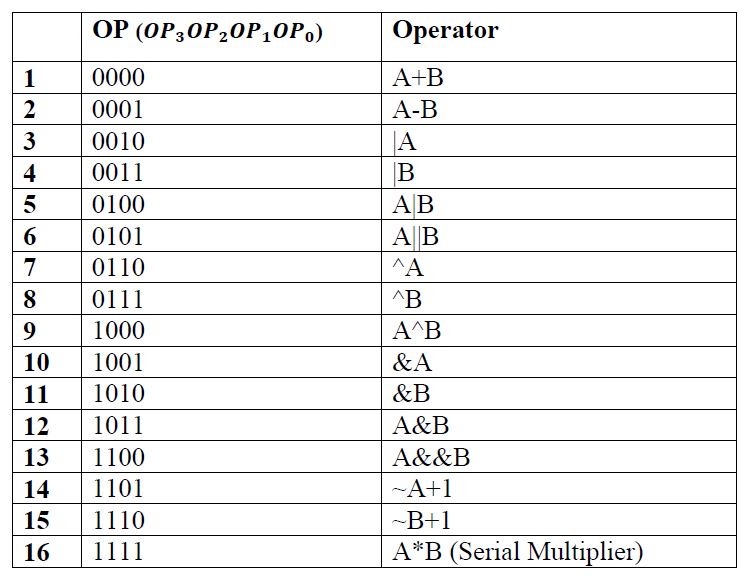 OP (OP₃OP₂OP₁OP₀) Operator
1 0000 A+B
2 0001 A-B
3 0010 |A
4 0011 |B
5 0100 A|B
6 0101 A||B
7 0110 ^A
8 0111 ^B
9 1000 A^B
10 1001 &A
11 1010 &B
12 1011 A&B
13 1100 A&&B
14 1101 ~A+1
15 1110 ~B+1
16 1111 A*B (Serial Multiplier)